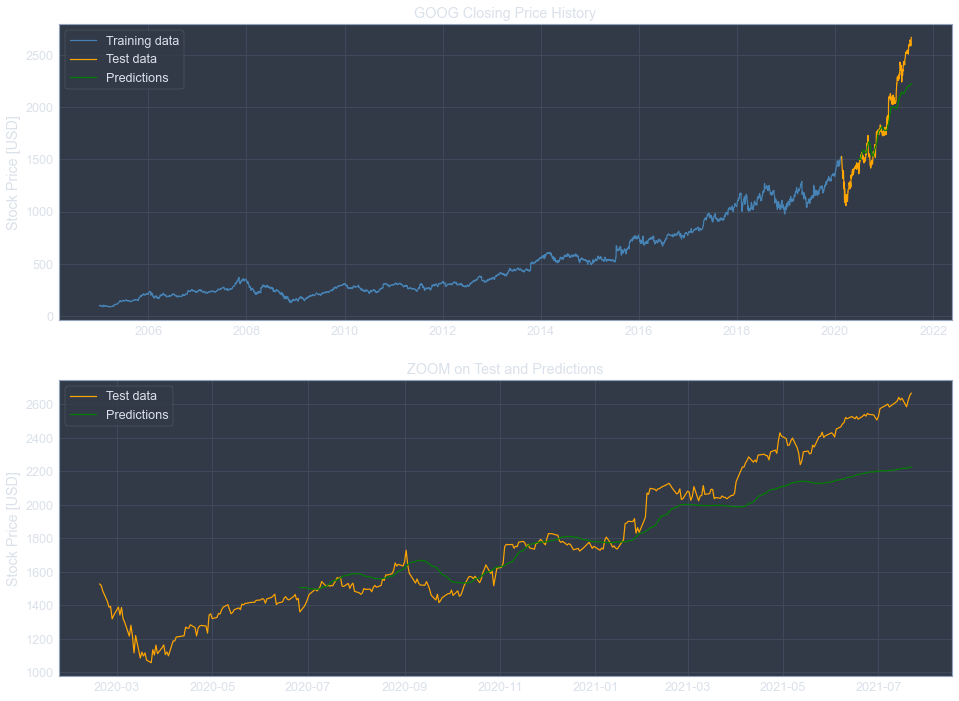 GOOG Closing Price History
Training data
Test data
Predictions
Stock Price [USD]
2500
2000
1500
1000
500
0
2006 2008 2010 2012 2014 2016 2018 2020 2022
ZOOM on Test and Predictions
Test data
Predictions
Stock Price [USD]
2600
2400
2200
2000
1800
1600
1400
1200
1000
2020-03 2020-05 2020-07 2020-09 2020-11 2021-01 2021-03 2021-05 2021-07